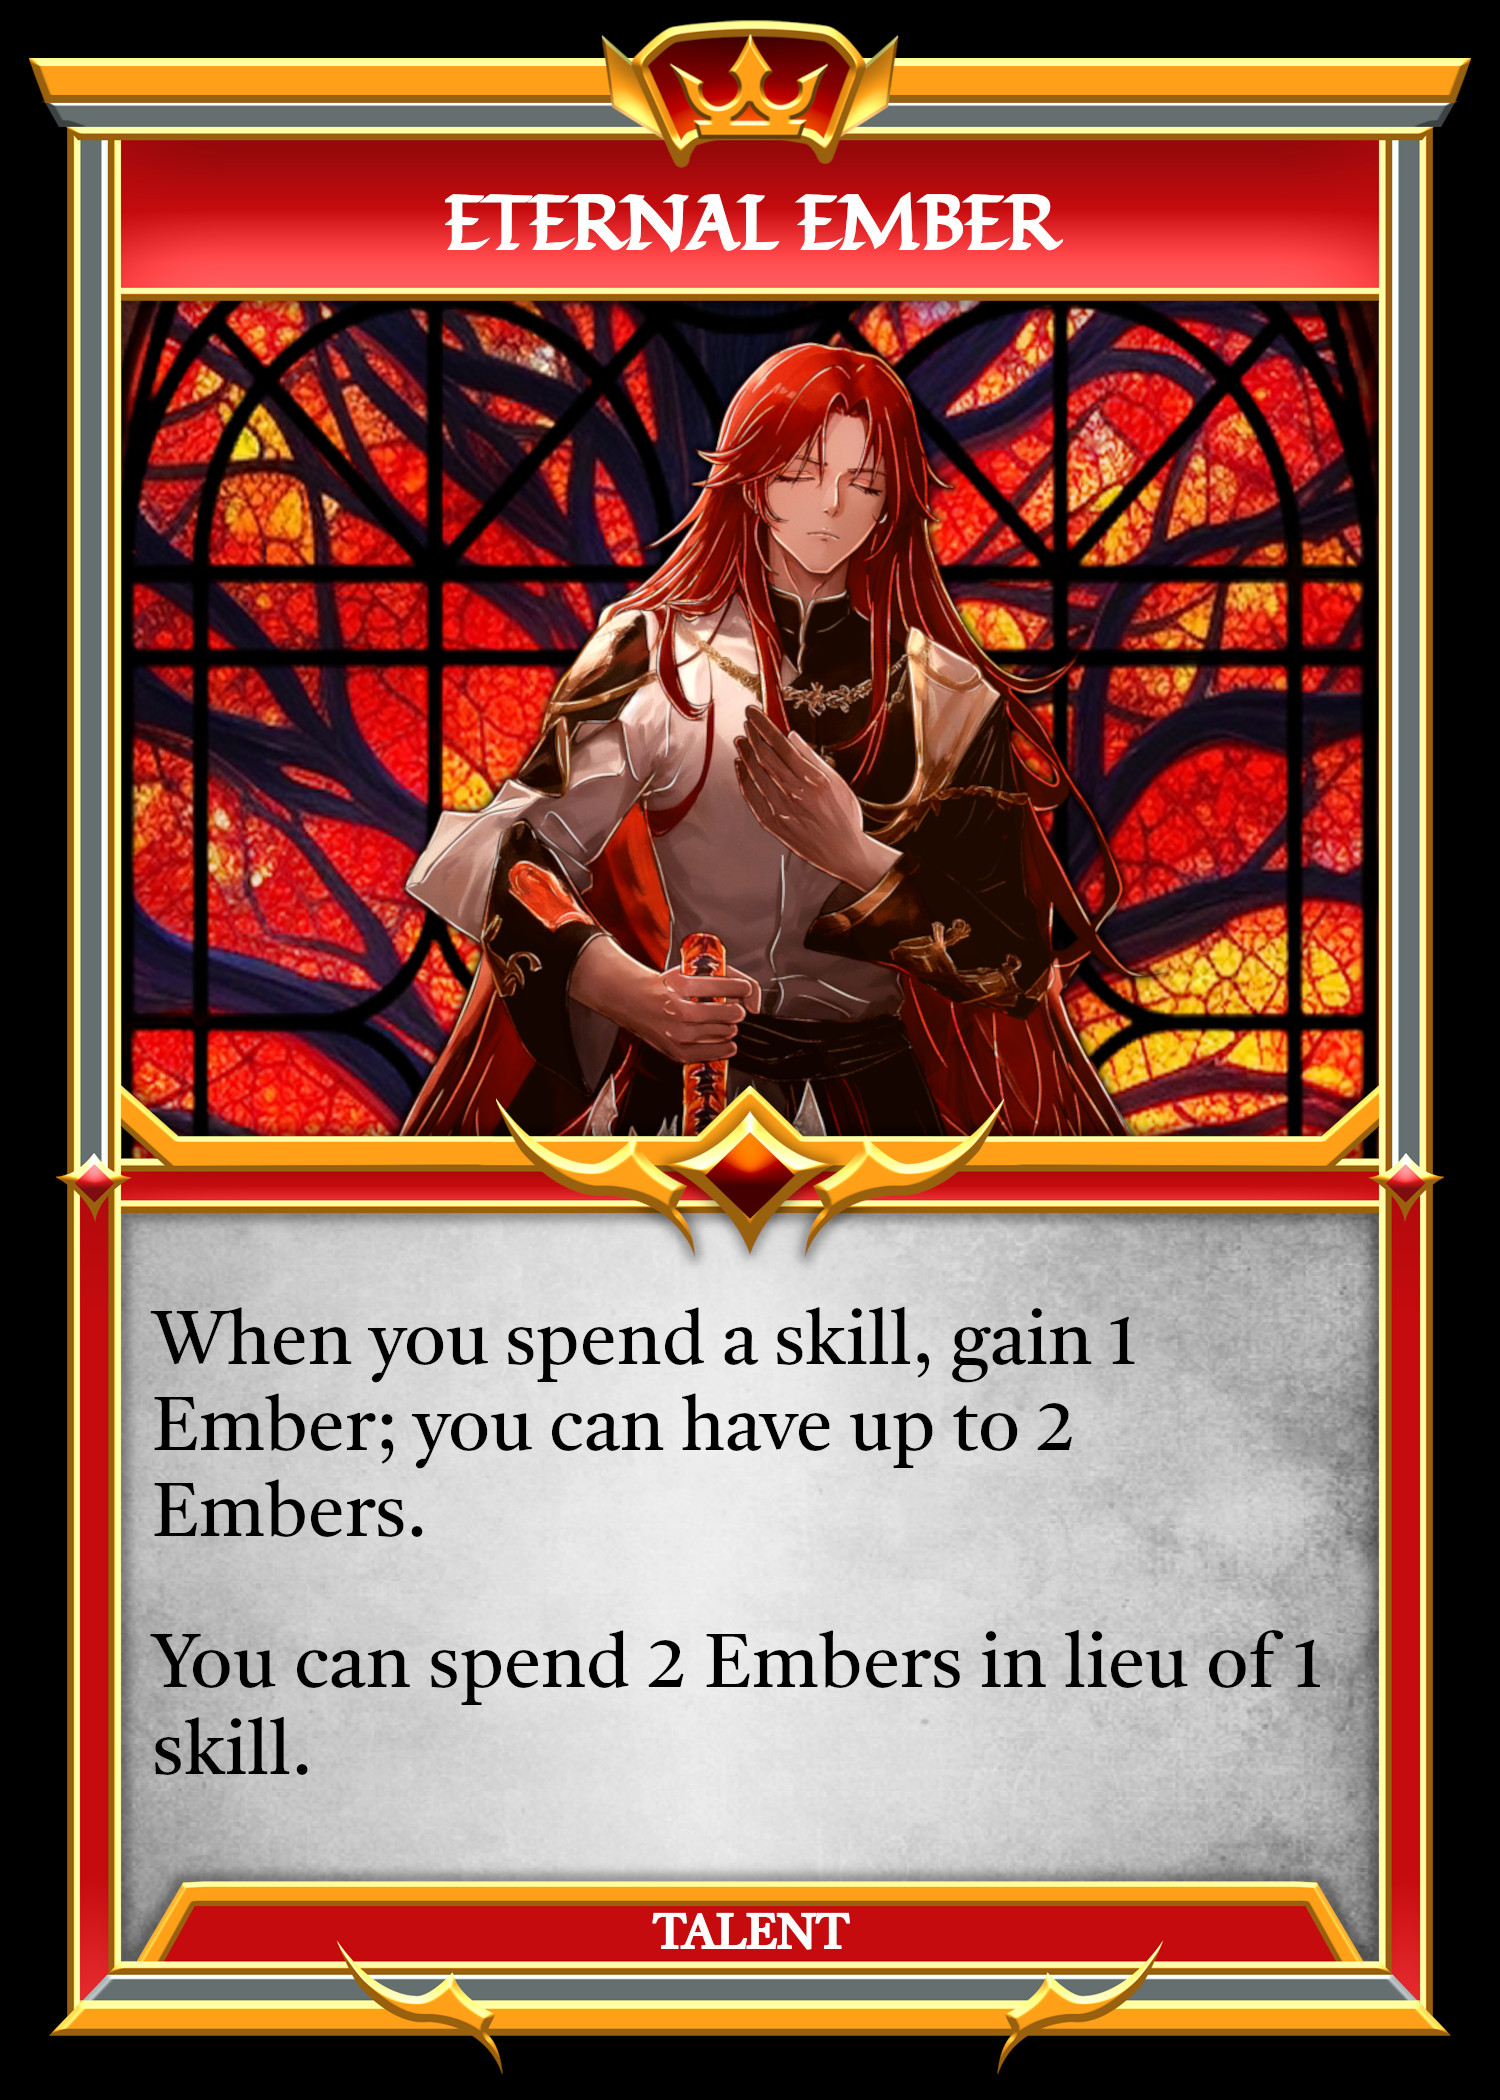 ETERNAL EMBER
When you spend a skill, gain 1
Ember; you can have up to 2
Embers.
You can spend 2 Embers in lieu of 1
skill.
TALENT